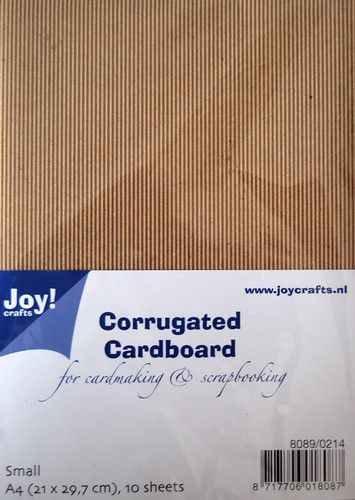 www.joycrafts.nl
Joy!
crafts
Corrugated
Cardboard
for cardmaking & scrapbooking
8089/0214
Small
A4 (21 x 29,7 cm), 10 sheets
8 717706 018087